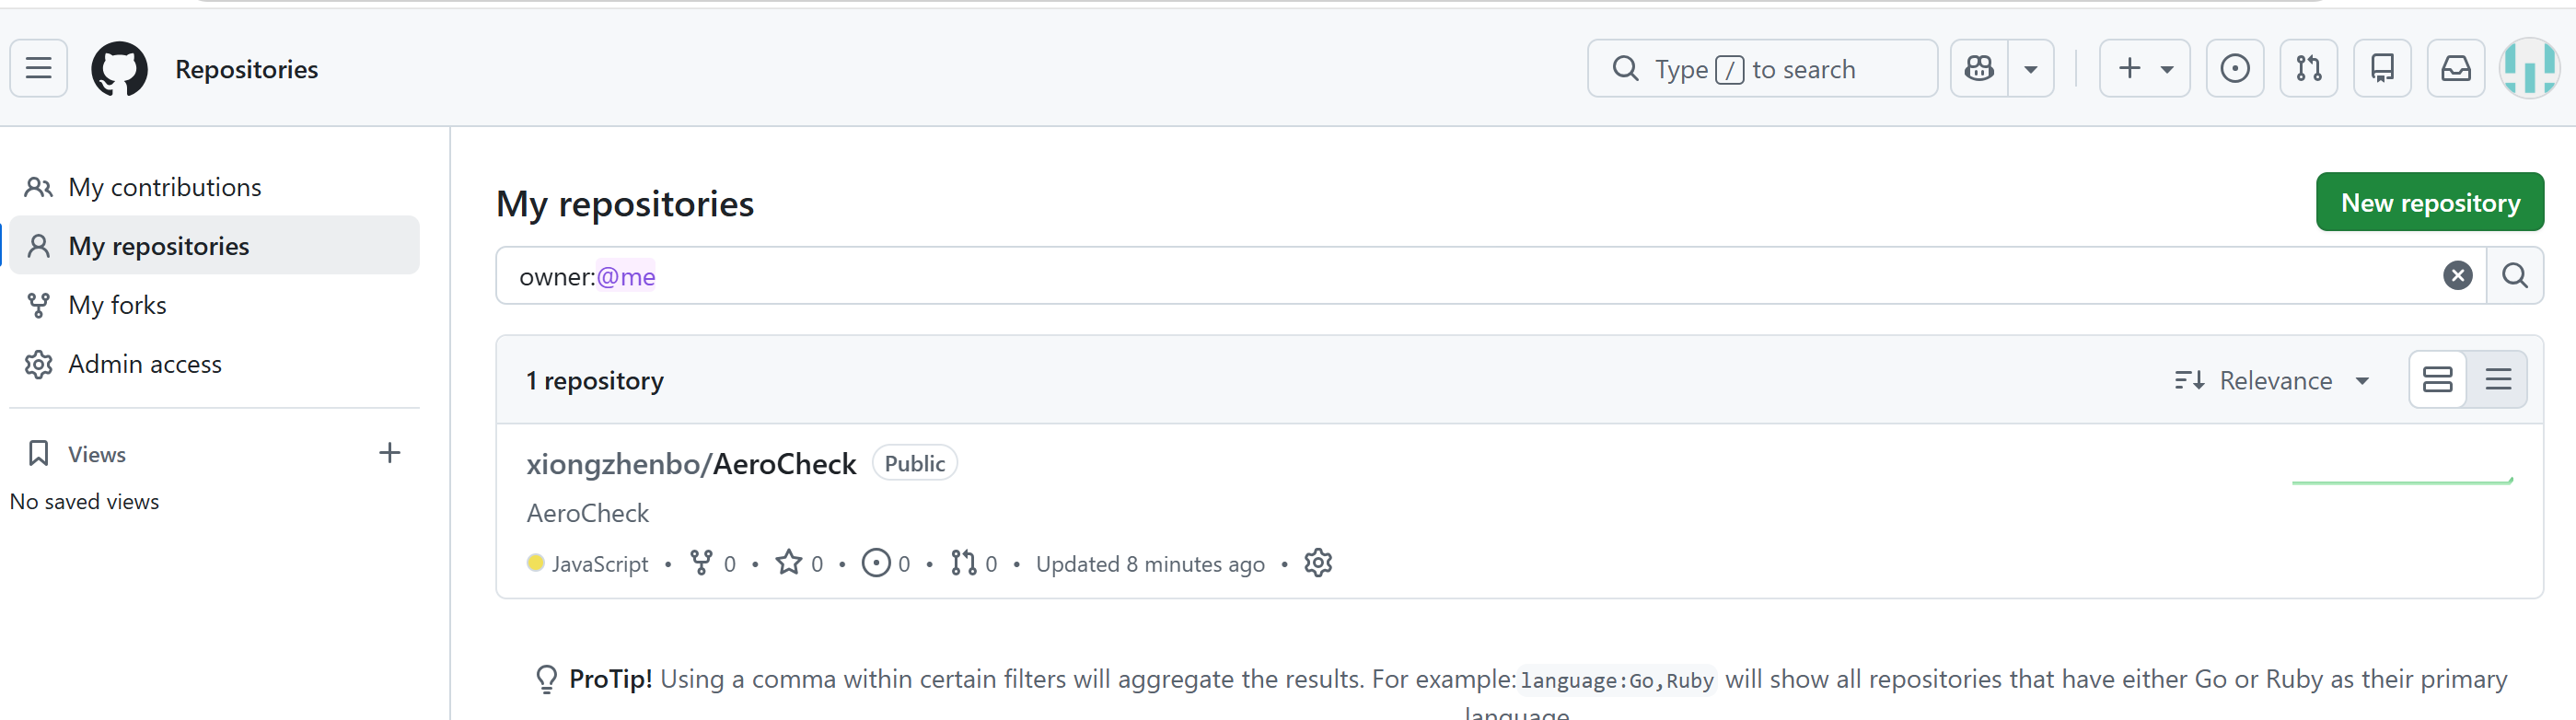 Repositories
Type / to search
My contributions
My repositories
My forks
Admin access
Views
No saved views
My repositories
New repository
owner:@me
1 repository
Relevance
xiongzhenbo/AeroCheck Public
AeroCheck
JavaScript • 0 • 0 • 0 • 0 • Updated 8 minutes ago •
ProTip! Using a comma within certain filters will aggregate the results. For example: language:Go,Ruby will show all repositories that have either Go or Ruby as their primary
language.